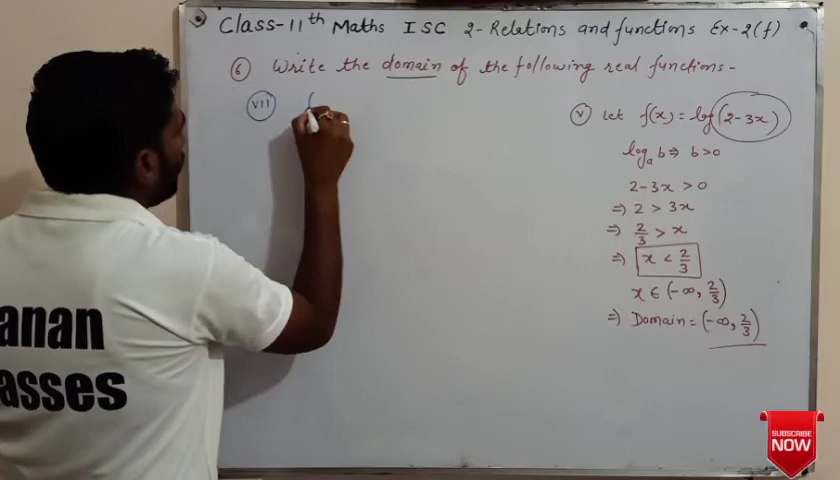 Class-11th Maths ISC 2-Relations and functions Ex-2(f)
6 Write the domain of the following real functions-
VII (
V Let f(x) = log(2-3x)
logₐ b ⇒ b>0
2-3x > 0
⇒ 2 > 3x
⇒ 2/3 > x
⇒ x < 2/3
x ∈ (-∞, 2/3)
⇒ Domain = (-∞, 2/3)
anan
asses
SUBSCRIBE
NOW